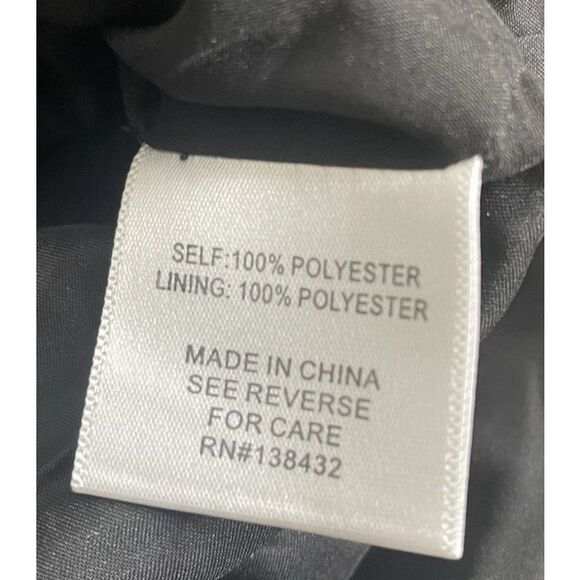 SELF:100% POLYESTER
LINING: 100% POLYESTER
MADE IN CHINA
SEE REVERSE
FOR CARE
RN#138432